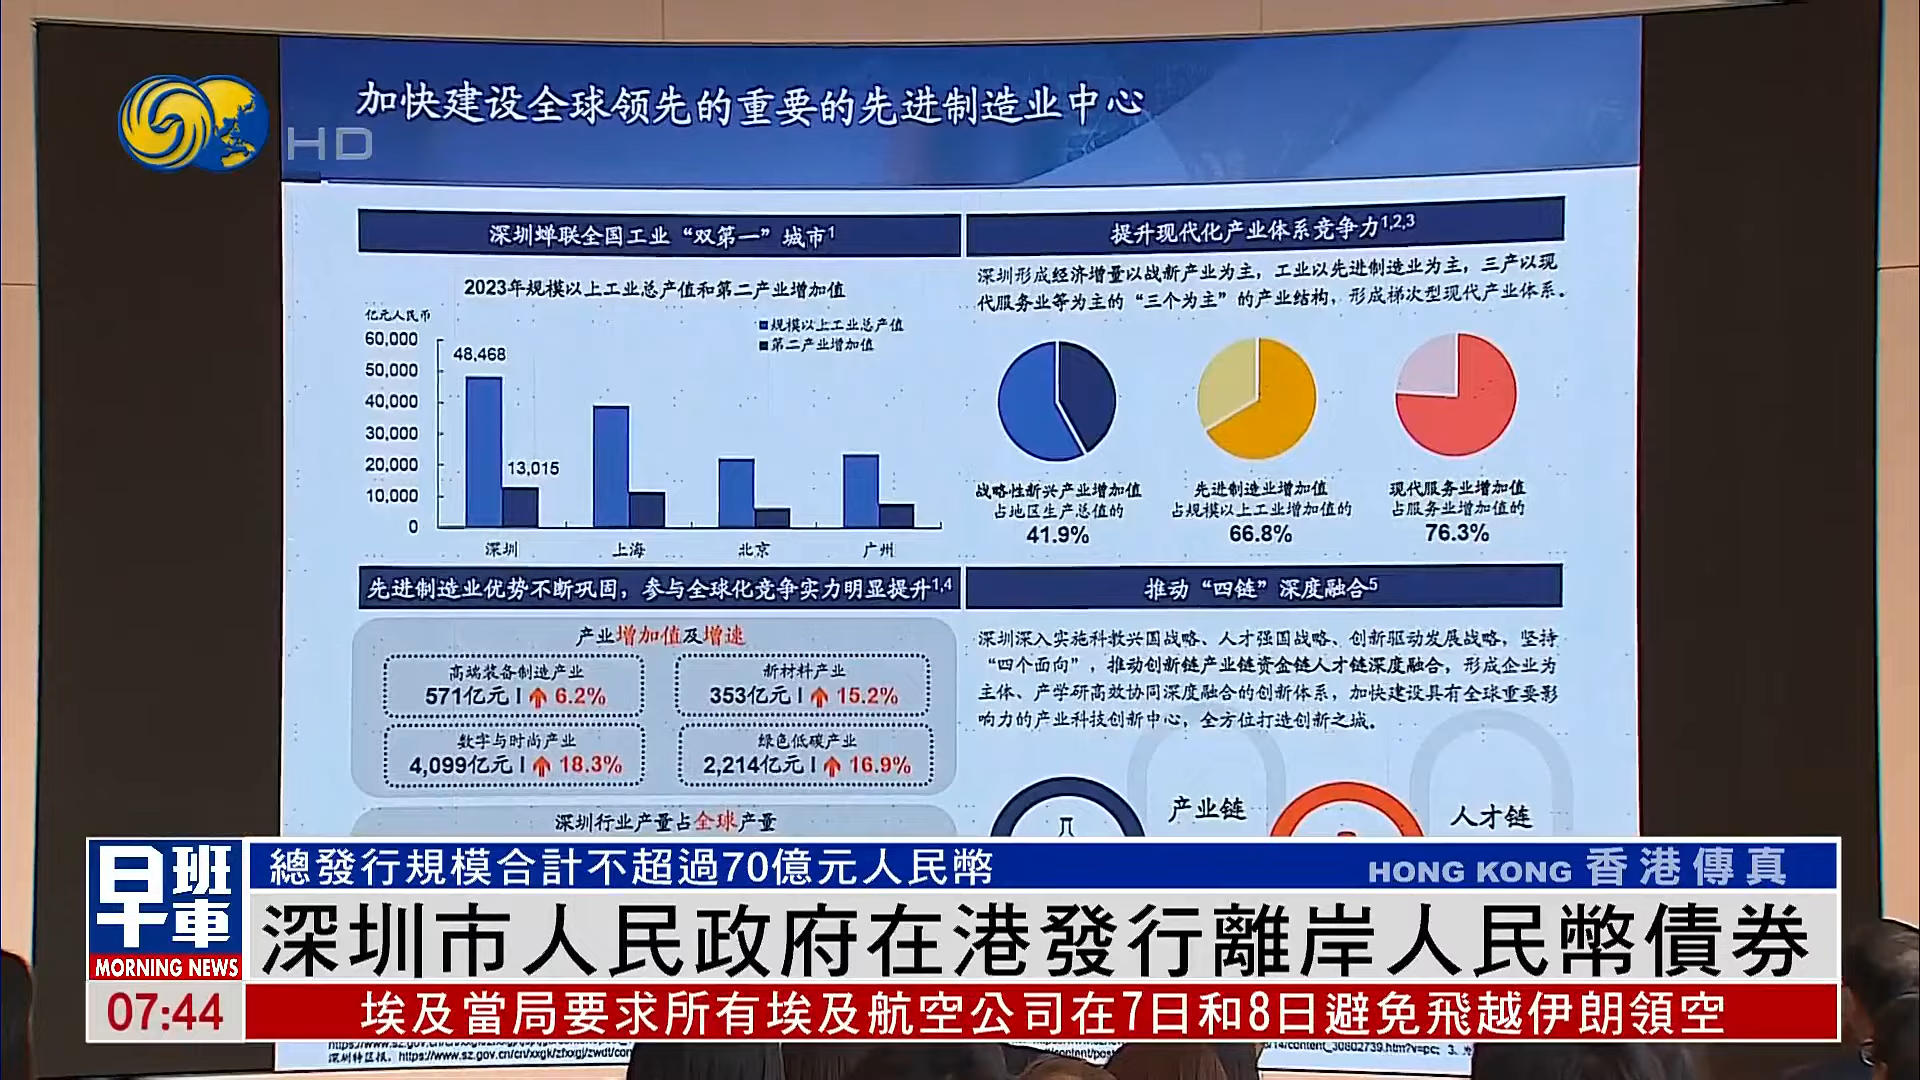 HD
加快建设全球领先的重要的先进制造业中心
深圳蝉联全国工业“双第一”城市1
2023年规模以上工业总产值和第二产业增加值
亿元人民币
规模以上工业总产值
第二产业增加值
60,000
50,000
40,000
30,000
20,000
10,000
0
48,468
13,015
深圳
上海
北京
广州
提升现代化产业体系竞争力1,2,3
深圳形成经济增量以战新产业为主，工业以先进制造业为主，三产以现
代服务业等为主的“三个为主”的产业结构，形成梯次型现代产业体系。
战略性新兴产业增加值
占地区生产总值的
41.9%
先进制造业增加值
占规模以上工业增加值的
66.8%
现代服务业增加值
占服务业增加值的
76.3%
先进制造业优势不断巩固，参与全球化竞争实力明显提升1,4
产业增加值及增速
高端装备制造产业
571亿元 | 6.2%
新材料产业
353亿元 | 15.2%
数字与时尚产业
4,099亿元 | 18.3%
绿色低碳产业
2,214亿元 | 16.9%
深圳行业产量占全球产量
推动“四链”深度融合5
深圳深入实施科教兴国战略、人才强国战略、创新驱动发展战略，坚持
“四个面向”，推动创新链产业链资金链人才链深度融合，形成企业为
主体、产学研高效协同深度融合的创新体系，加快建设具有全球重要影
响力的产业科技创新中心，全方位打造创新之城。
产业链
人才链
早班車
MORNING NEWS
07:44
總發行規模合計不超過70億元人民幣
HONG KONG 香港傳真
深圳市人民政府在港發行離岸人民幣債券
埃及當局要求所有埃及航空公司在7日和8日避免飛越伊朗領空
深圳特区报，https://www.sz.gov.cn/cn/xxgk/zfxxgj/zwdt/con